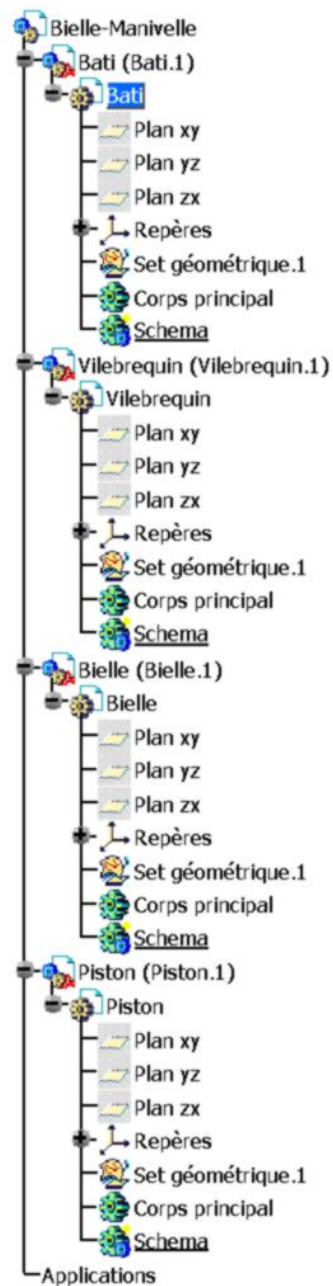 Bielle-Manivelle
Bati (Bati.1)
Bati
Plan xy
Plan yz
Plan zx
Repères
Set géométrique.1
Corps principal
Schema
Vilebrequin (Vilebrequin.1)
Vilebrequin
Plan xy
Plan yz
Plan zx
Repères
Set géométrique.1
Corps principal
Schema
Bielle (Bielle.1)
Bielle
Plan xy
Plan yz
Plan zx
Repères
Set géométrique.1
Corps principal
Schema
Piston (Piston.1)
Piston
Plan xy
Plan yz
Plan zx
Repères
Set géométrique.1
Corps principal
Schema
Applications